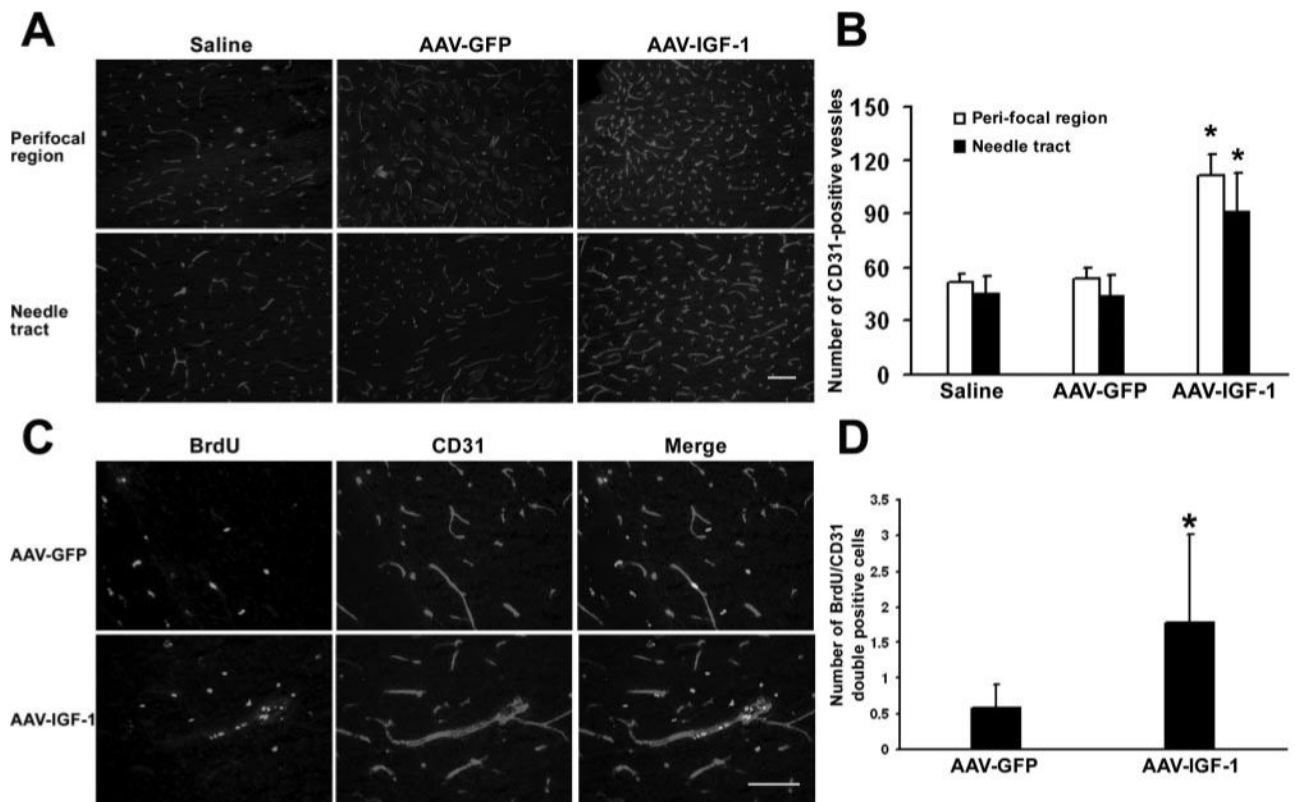 A
Saline
AAV-GFP
AAV-IGF-1
Perifocal
region
Needle
tract
B
Number of CD31-positive vessles
150
120
90
60
30
0
Peri-focal region
Needle tract
*
*
Saline
AAV-GFP
AAV-IGF-1
C
BrdU
CD31
Merge
AAV-GFP
AAV-IGF-1
D
Number of BrdU/CD31
double positive cells
3.5
3
2.5
2
1.5
1
0.5
0
*
AAV-GFP
AAV-IGF-1